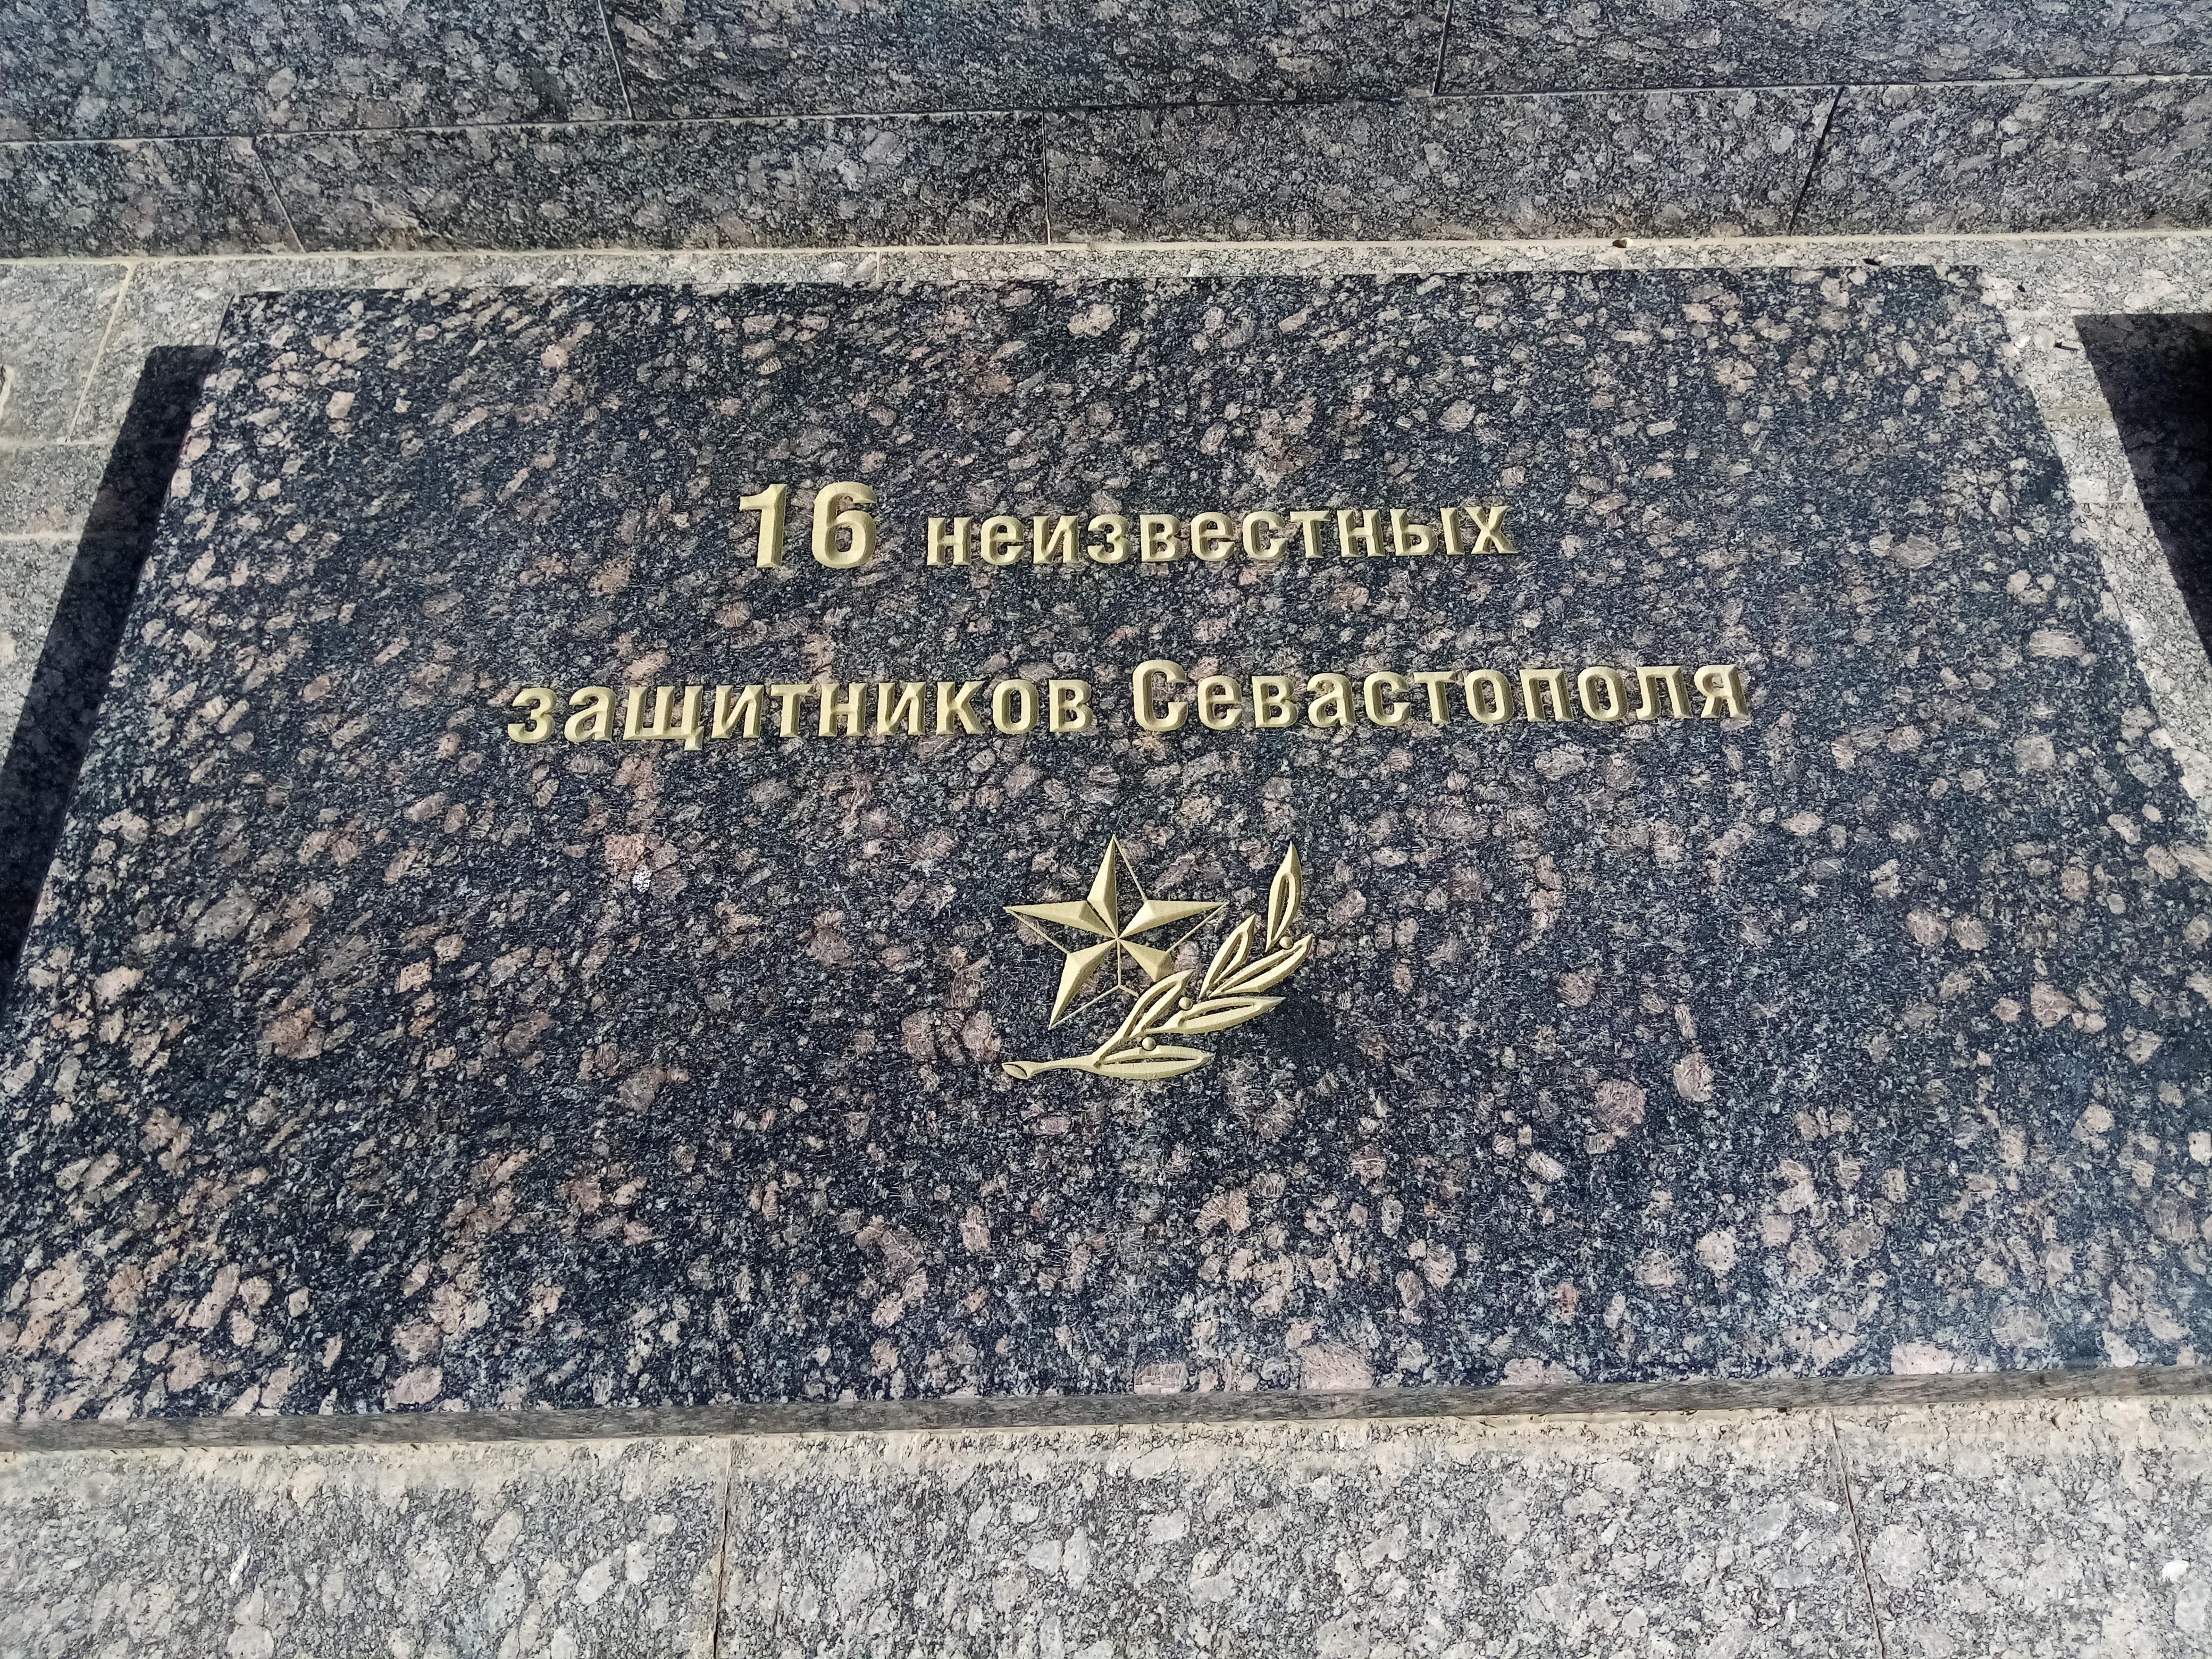 16 неизвестных
защитников Севастополя